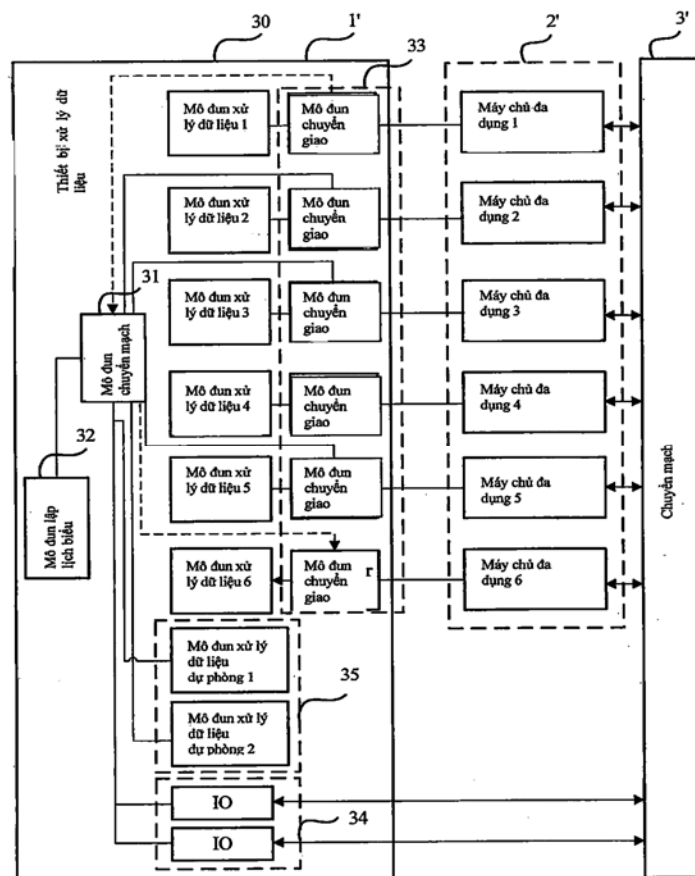 30
1'
33
2'
3'
Thiết bị xử lý dữ
liệu
Mô đun xử
lý dữ liệu 1
Mô đun
chuyển
giao
Máy chủ đa
dụng 1
Mô đun xử
lý dữ liệu 2
Mô đun
chuyển
giao
Máy chủ đa
dụng 2
31
Mô đun
chuyển mạch
Mô đun xử
lý dữ liệu 3
Mô đun
chuyển
giao
Máy chủ đa
dụng 3
32
Mô đun lập
lịch biểu
Mô đun xử
lý dữ liệu 4
Mô đun
chuyển
giao
Máy chủ đa
dụng 4
Mô đun xử
lý dữ liệu 5
Mô đun
chuyển
giao
Máy chủ đa
dụng 5
Mô đun xử
lý dữ liệu 6
Mô đun
chuyển r
giao
Máy chủ đa
dụng 6
Chuyển mạch
Mô đun xử lý
dữ liệu
dự phòng 1
35
Mô đun xử lý
dữ liệu
dự phòng 2
IO
IO
34